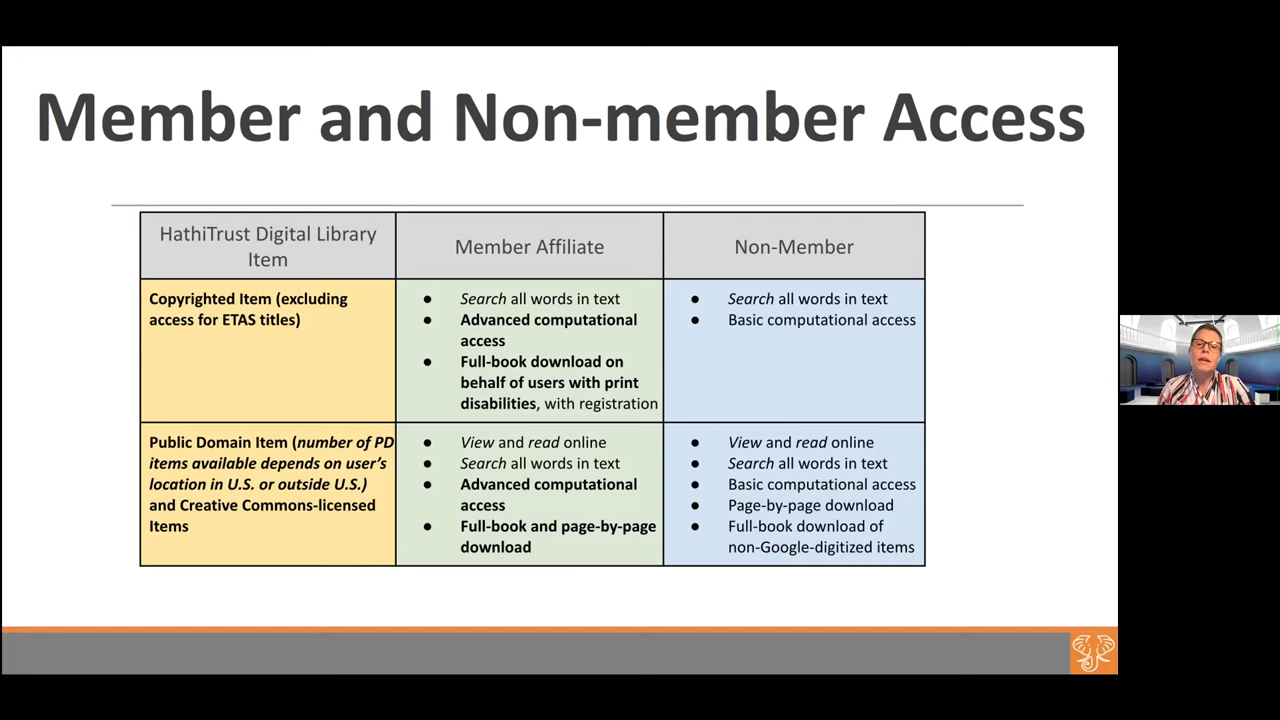 Member and Non-member Access
HathiTrust Digital Library
Item
Member Affiliate
Non-Member
Copyrighted Item (excluding
access for ETAS titles)
● Search all words in text
● Advanced computational
access
● Full-book download on
behalf of users with print
disabilities, with registration
● Search all words in text
● Basic computational access
Public Domain Item (number of PD
items available depends on user's
location in U.S. or outside U.S.)
and Creative Commons-licensed
Items
● View and read online
● Search all words in text
● Advanced computational
access
● Full-book and page-by-page
download
● View and read online
● Search all words in text
● Basic computational access
● Page-by-page download
● Full-book download of
non-Google-digitized items